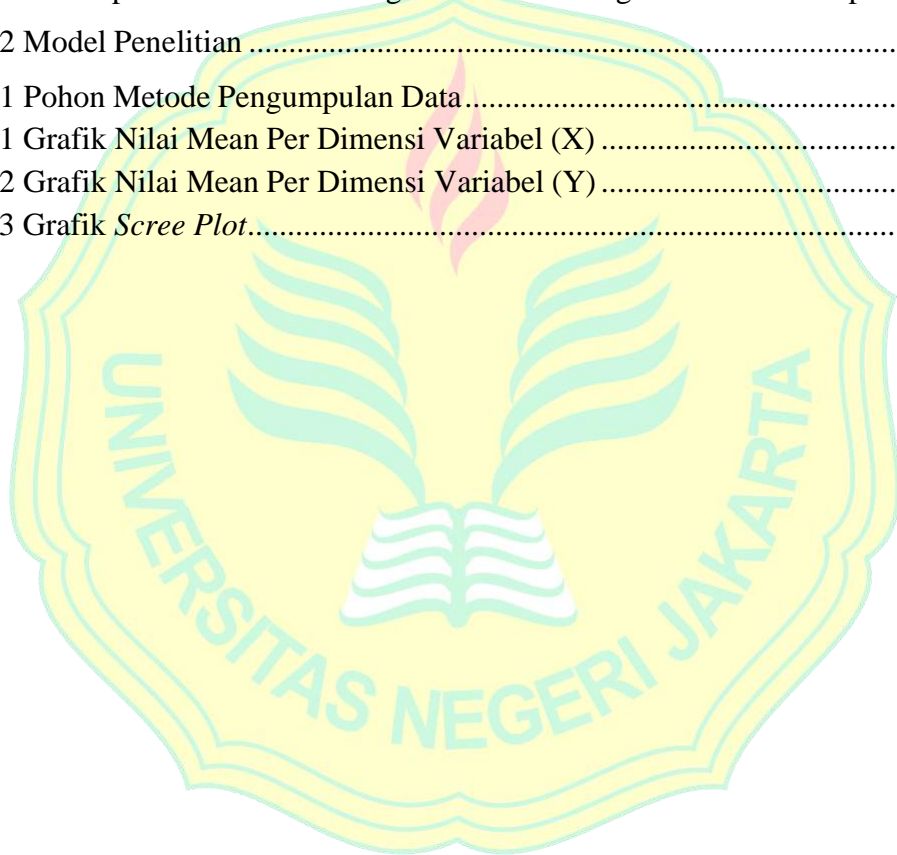 2 Model Penelitian ....................................................................................
1 Pohon Metode Pengumpulan Data ........................................................
1 Grafik Nilai Mean Per Dimensi Variabel (X) ......................................
2 Grafik Nilai Mean Per Dimensi Variabel (Y) ......................................
3 Grafik Scree Plot....................................................................................
UNIVERSITAS NEGERI JAKARTA